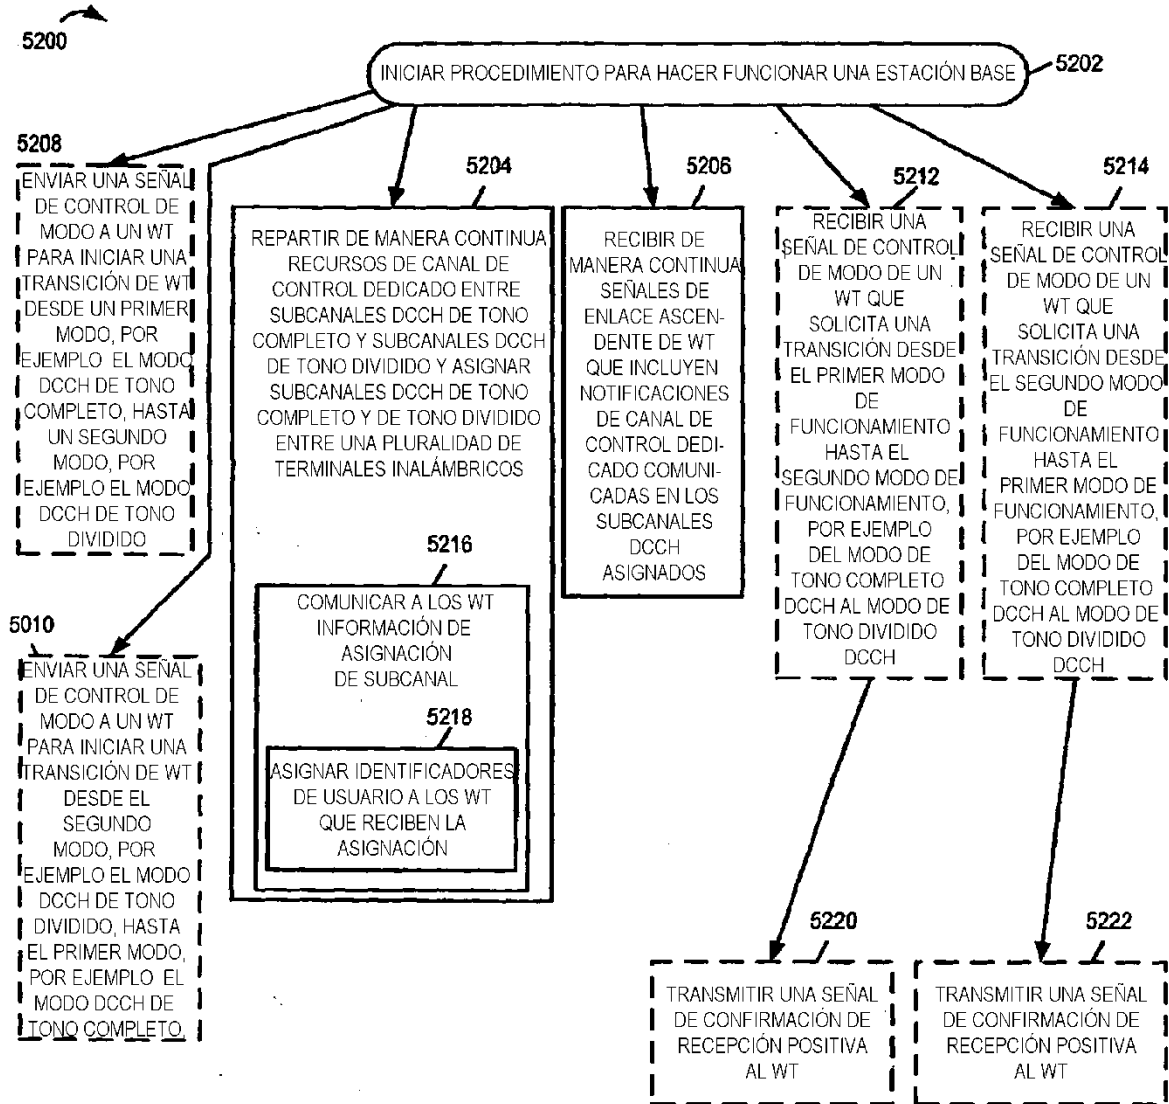 5200
INICIAR PROCEDIMIENTO PARA HACER FUNCIONAR UNA ESTACIÓN BASE
5202
5208
ENVIAR UNA SEÑAL
DE CONTROL DE
MODO A UN WT
PARA INICIAR UNA
TRANSICIÓN DE WT
DESDE UN PRIMER
MODO, POR
EJEMPLO EL MODO
DCCH DE TONO
COMPLETO, HASTA
UN SEGUNDO
MODO, POR
EJEMPLO EL MODO
DCCH DE TONO
DIVIDIDO
5010
ENVIAR UNA SEÑAL
DE CONTROL DE
MODO A UN WT
PARA INICIAR UNA
TRANSICIÓN DE WT
DESDE EL
SEGUNDO
MODO, POR
EJEMPLO EL MODO
DCCH DE TONO
DIVIDIDO, HASTA
EL PRIMER MODO,
POR EJEMPLO EL
MODO DCCH DE
TONO COMPLETO,
5204
REPARTIR DE MANERA CONTINUA
RECURSOS DE CANAL DE
CONTROL DEDICADO ENTRE
SUBCANALES DCCH DE TONO
COMPLETO Y SUBCANALES DCCH
DE TONO DIVIDIDO Y ASIGNAR
SUBCANALES DCCH DE TONO
COMPLETO Y DE TONO DIVIDIDO
ENTRE UNA PLURALIDAD DE
TERMINALES INALÁMBRICOS
5216
COMUNICAR A LOS WT
INFORMACIÓN DE
ASIGNACIÓN
DE SUBCANAL
5218
ASIGNAR IDENTIFICADORES
DE USUARIO A LOS WT
QUE RECIBEN LA
ASIGNACIÓN
5206
RECIBIR DE
MANERA CONTINUA
SEÑALES DE
ENLACE ASCEN-
DENTE DE WT
QUE INCLUYEN
NOTIFICACIONES
DE CANAL DE
CONTROL DEDI-
CADO COMUNI-
CADAS EN LOS
SUBCANALES
DCCH
ASIGNADOS
5212
RECIBIR UNA
SEÑAL DE CONTROL
DE MODO DE UN
WT QUE
SOLICITA UNA
TRANSICIÓN DESDE
EL PRIMER MODO
DE
FUNCIONAMIENTO
HASTA EL
SEGUNDO MODO DE
FUNCIONAMIENTO,
POR EJEMPLO
DEL MODO DE
TONO COMPLETO
DCCH AL MODO DE
TONO DIVIDIDO
DCCH
5214
RECIBIR UNA
SEÑAL DE CONTROL
DE MODO DE UN
WT QUE
SOLICITA UNA
TRANSICIÓN DESDE
EL SEGUNDO MODO
DE
FUNCIONAMIENTO
HASTA EL
PRIMER MODO DE
FUNCIONAMIENTO,
POR EJEMPLO
DEL MODO DE
TONO COMPLETO
DCCH AL MODO DE
TONO DIVIDIDO
DCCH
5220
TRANSMITIR UNA SEÑAL
DE CONFIRMACIÓN DE
RECEPCIÓN POSITIVA
AL WT
5222
TRANSMITIR UNA SEÑAL
DE CONFIRMACIÓN DE
RECEPCIÓN POSITIVA
AL WT